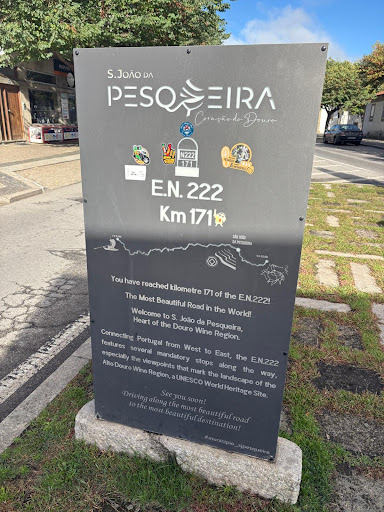 S.João da
PESQUEIRA
Coração do Douro
N222
171
E.N. 222
Km 171
SÃO JOÃO
DA PESQUEIRA
You have reached kilometre 171 of the E.N.222!
The Most Beautiful Road in the World!
Welcome to S. João da Pesqueira,
Heart of the Douro Wine Region.
Connecting Portugal from West to East, the E.N.222
features several mandatory stops along the way,
especially the viewpoints that mark the landscape of the
Alto Douro Wine Region, a UNESCO World Heritage Site.
See you soon!
Driving along the most beautiful road
to the most beautiful destination!